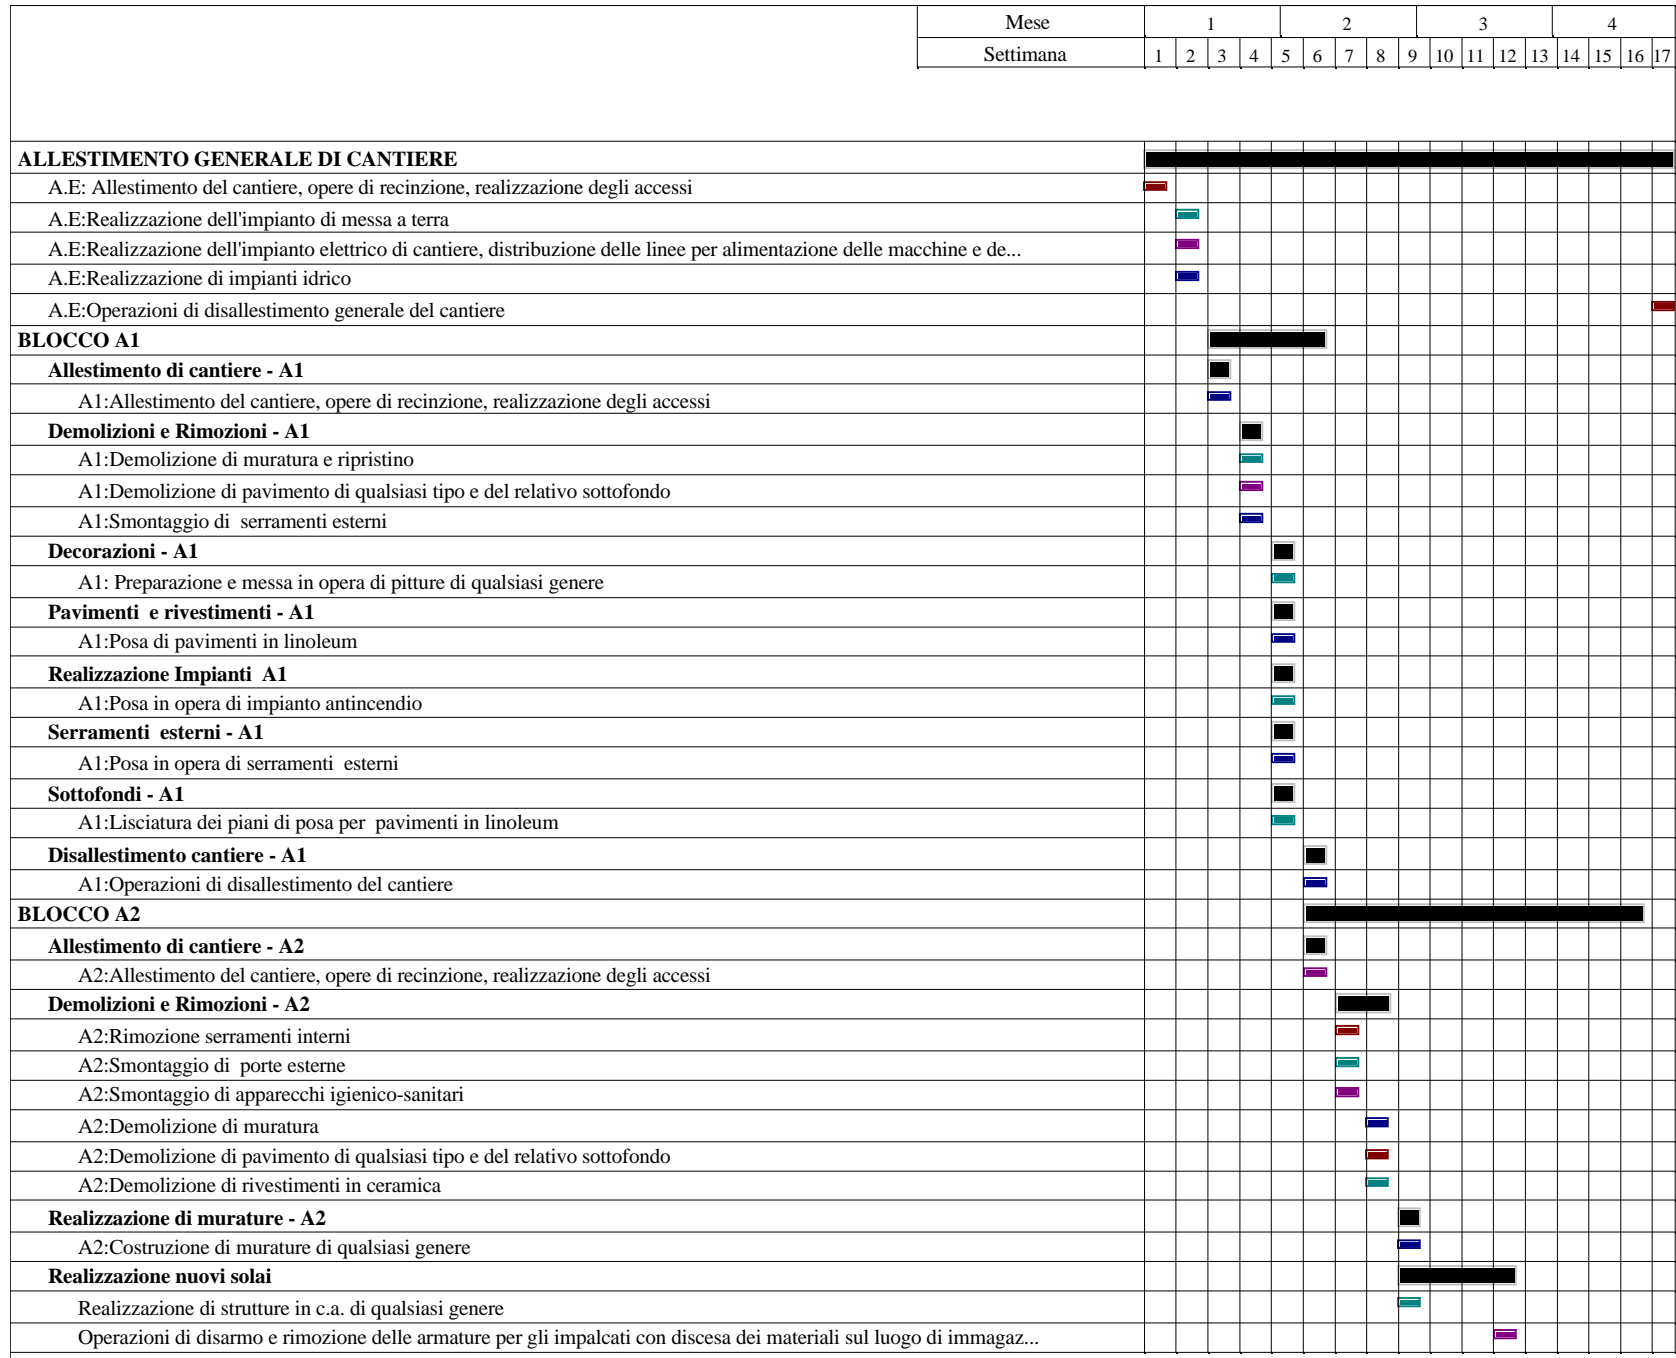 Mese 1 2 3 4
Settimana 1 2 3 4 5 6 7 8 9 10 11 12 13 14 15 16 17
ALLESTIMENTO GENERALE DI CANTIERE
A.E: Allestimento del cantiere, opere di recinzione, realizzazione degli accessi
A.E:Realizzazione dell'impianto di messa a terra
A.E:Realizzazione dell'impianto elettrico di cantiere, distribuzione delle linee per alimentazione delle macchine e de...
A.E:Realizzazione di impianti idrico
A.E:Operazioni di disallestimento generale del cantiere
BLOCCO A1
Allestimento di cantiere - A1
A1:Allestimento del cantiere, opere di recinzione, realizzazione degli accessi
Demolizioni e Rimozioni - A1
A1:Demolizione di muratura e ripristino
A1:Demolizione di pavimento di qualsiasi tipo e del relativo sottofondo
A1:Smontaggio di serramenti esterni
Decorazioni - A1
A1: Preparazione e messa in opera di pitture di qualsiasi genere
Pavimenti e rivestimenti - A1
A1:Posa di pavimenti in linoleum
Realizzazione Impianti A1
A1:Posa in opera di impianto antincendio
Serramenti esterni - A1
A1:Posa in opera di serramenti esterni
Sottofondi - A1
A1:Lisciatura dei piani di posa per pavimenti in linoleum
Disallestimento cantiere - A1
A1:Operazioni di disallestimento del cantiere
BLOCCO A2
Allestimento di cantiere - A2
A2:Allestimento del cantiere, opere di recinzione, realizzazione degli accessi
Demolizioni e Rimozioni - A2
A2:Rimozione serramenti interni
A2:Smontaggio di porte esterne
A2:Smontaggio di apparecchi igienico-sanitari
A2:Demolizione di muratura
A2:Demolizione di pavimento di qualsiasi tipo e del relativo sottofondo
A2:Demolizione di rivestimenti in ceramica
Realizzazione di murature - A2
A2:Costruzione di murature di qualsiasi genere
Realizzazione nuovi solai
Realizzazione di strutture in c.a. di qualsiasi genere
Operazioni di disarmo e rimozione delle armature per gli impalcati con discesa dei materiali sul luogo di immagaz...